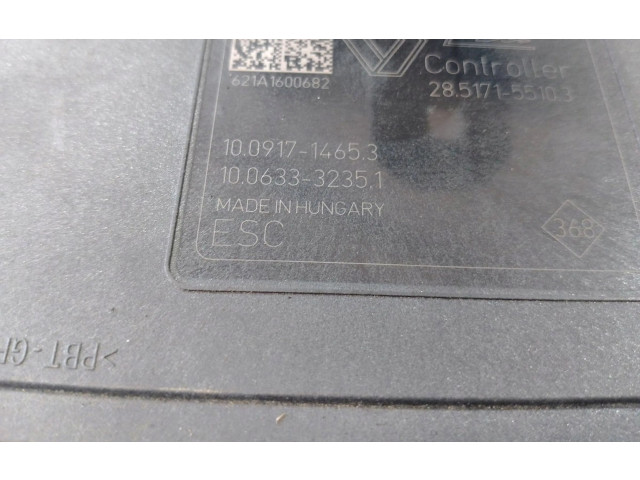 621A1600682
Controller
28.5171-5510.3
10.0917-1465.3
10.0633-3235.1
MADE IN HUNGARY
ESC
368
>PBT-GF